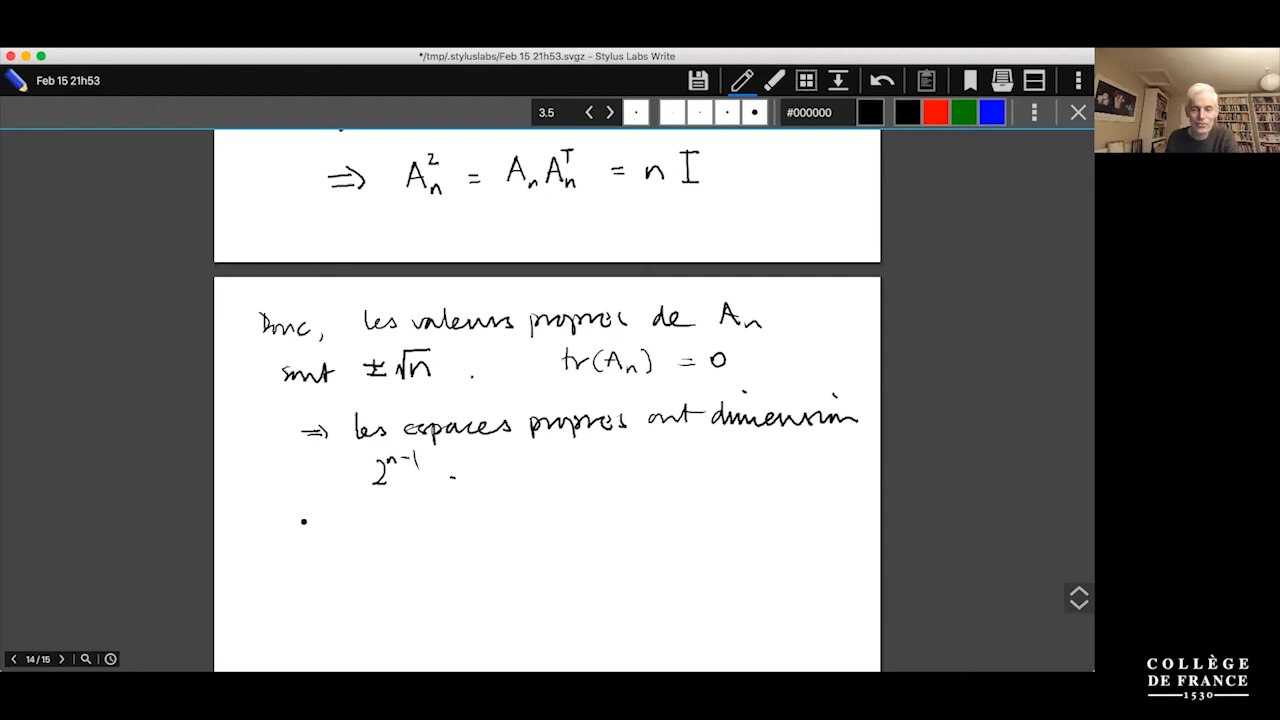 */tmp/.styluslabs/Feb 15 21h53.svgz - Stylus Labs Write
Feb 15 21h53
3.5
#000000
⇒ Aₙ² = AₙAₙᵀ = n I
Donc, les valeurs propres de Aₙ
sont ±√n . tr(Aₙ) = 0
⇒ les espaces propres ont dimension
2ⁿ⁻¹ .
14/15
COLLÈGE
DE FRANCE
1530